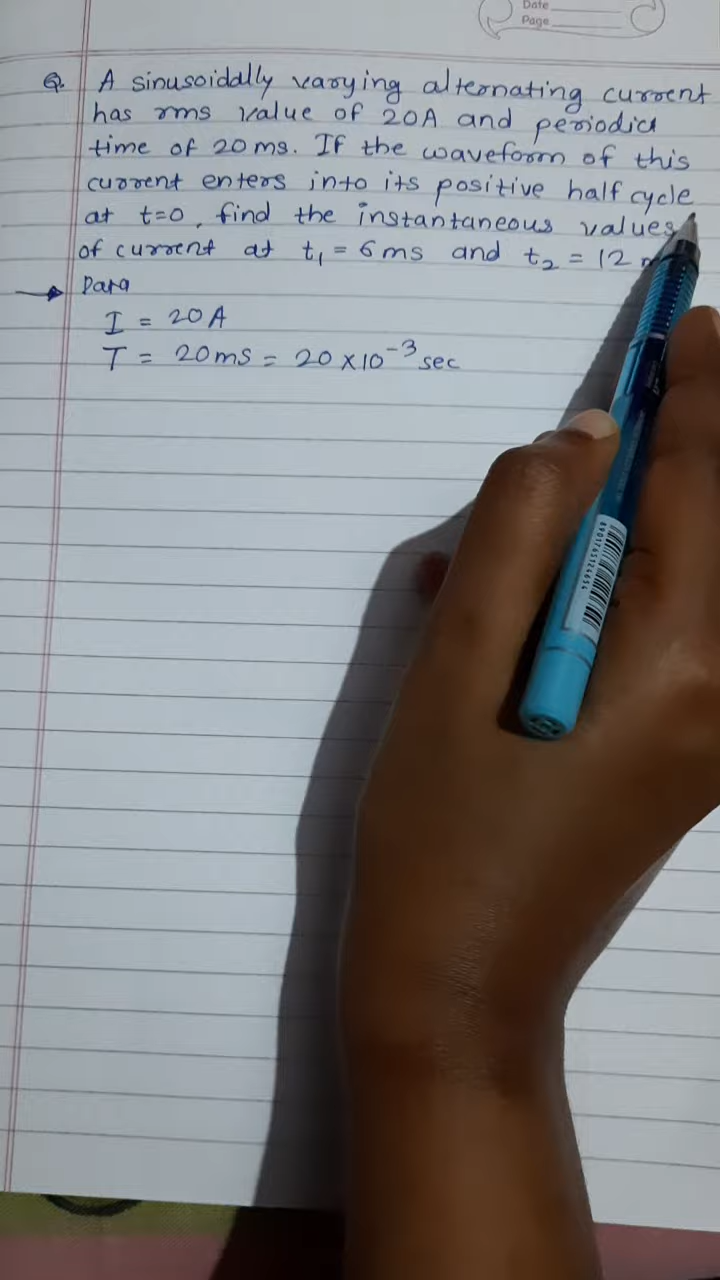 Date
Page
Q. A sinusoidally varying alternating current
has rms value of 20A and periodict
time of 20ms. If the waveform of this
current enters into its positive half cycle
at t=0, find the instantaneous values
of current at t₁ = 6ms and t₂ = 12 m
→ Data
I = 20A
T = 20ms = 20 × 10⁻³ sec
8901765124654